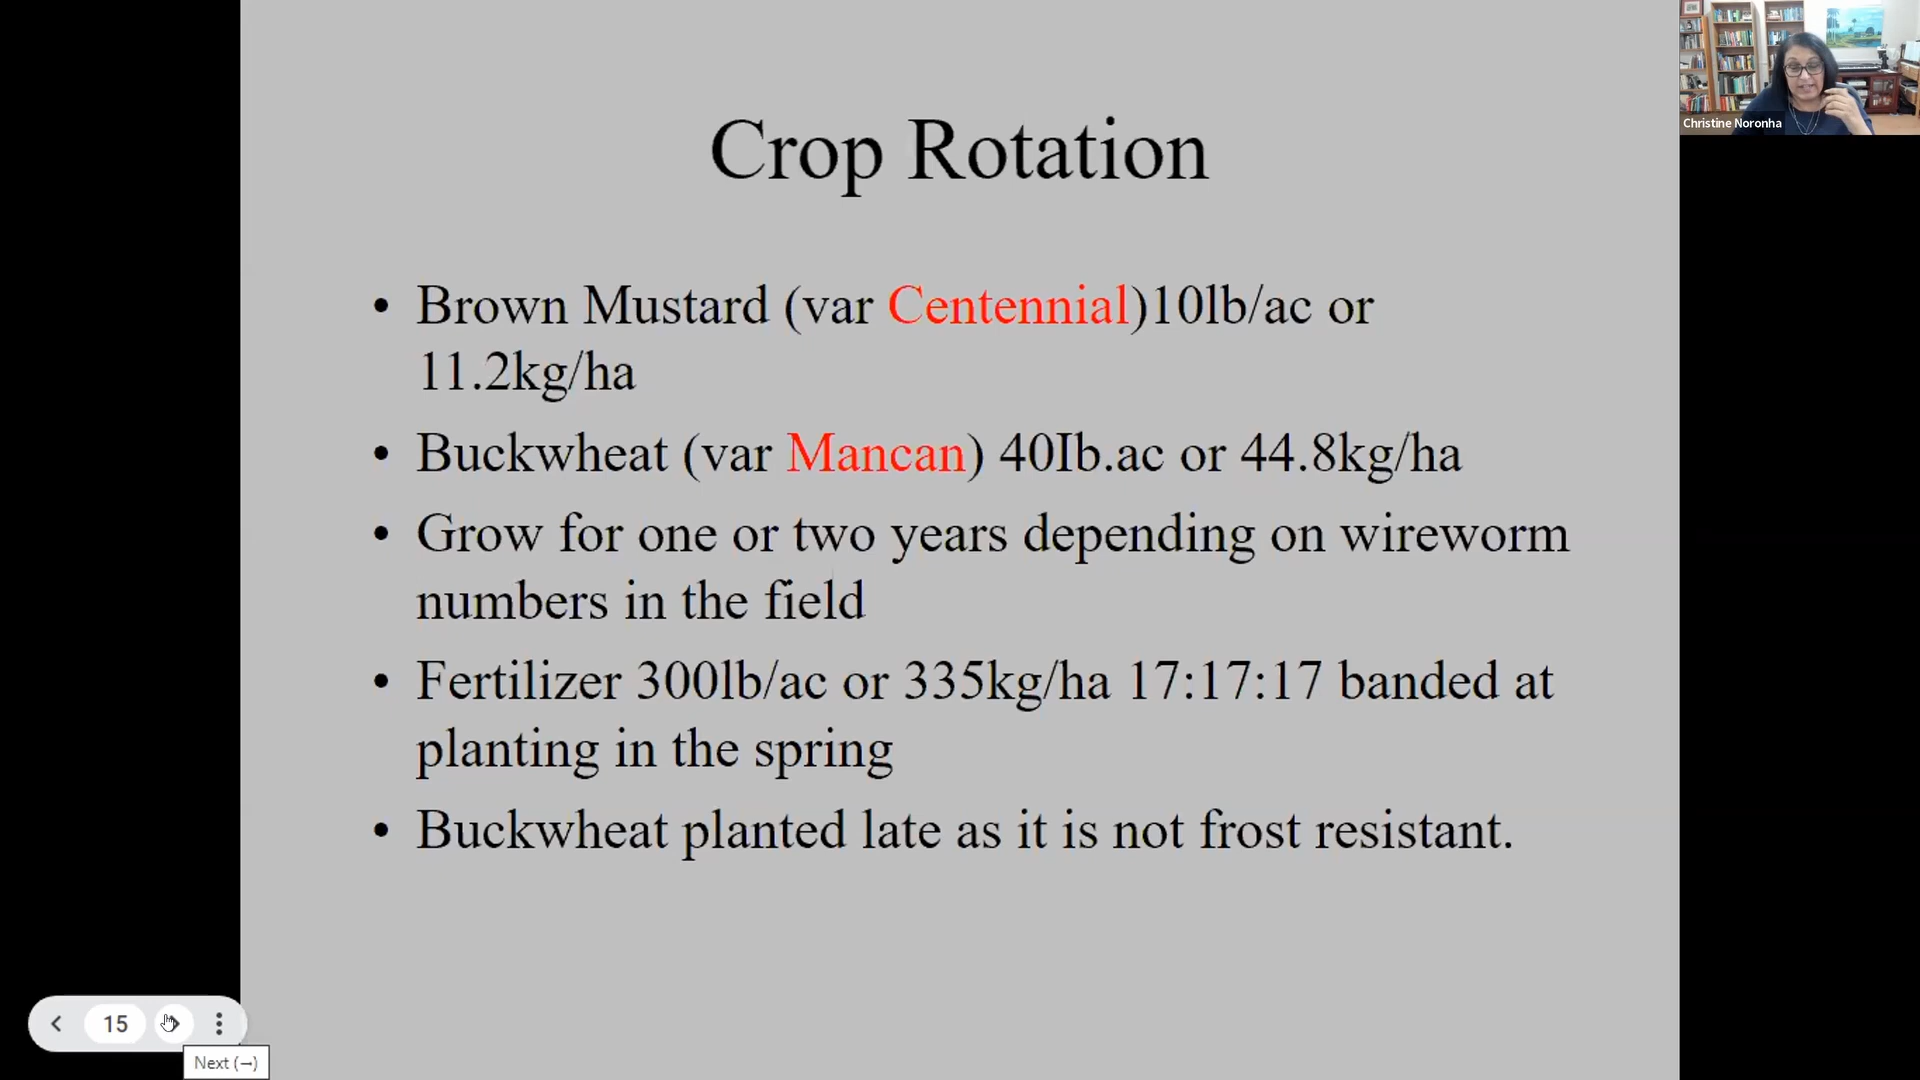 Crop Rotation
• Brown Mustard (var Centennial)10lb/ac or
11.2kg/ha
• Buckwheat (var Mancan) 40Ib.ac or 44.8kg/ha
• Grow for one or two years depending on wireworm
numbers in the field
• Fertilizer 300lb/ac or 335kg/ha 17:17:17 banded at
planting in the spring
• Buckwheat planted late as it is not frost resistant.
Christine Noronha
15
Next (→)